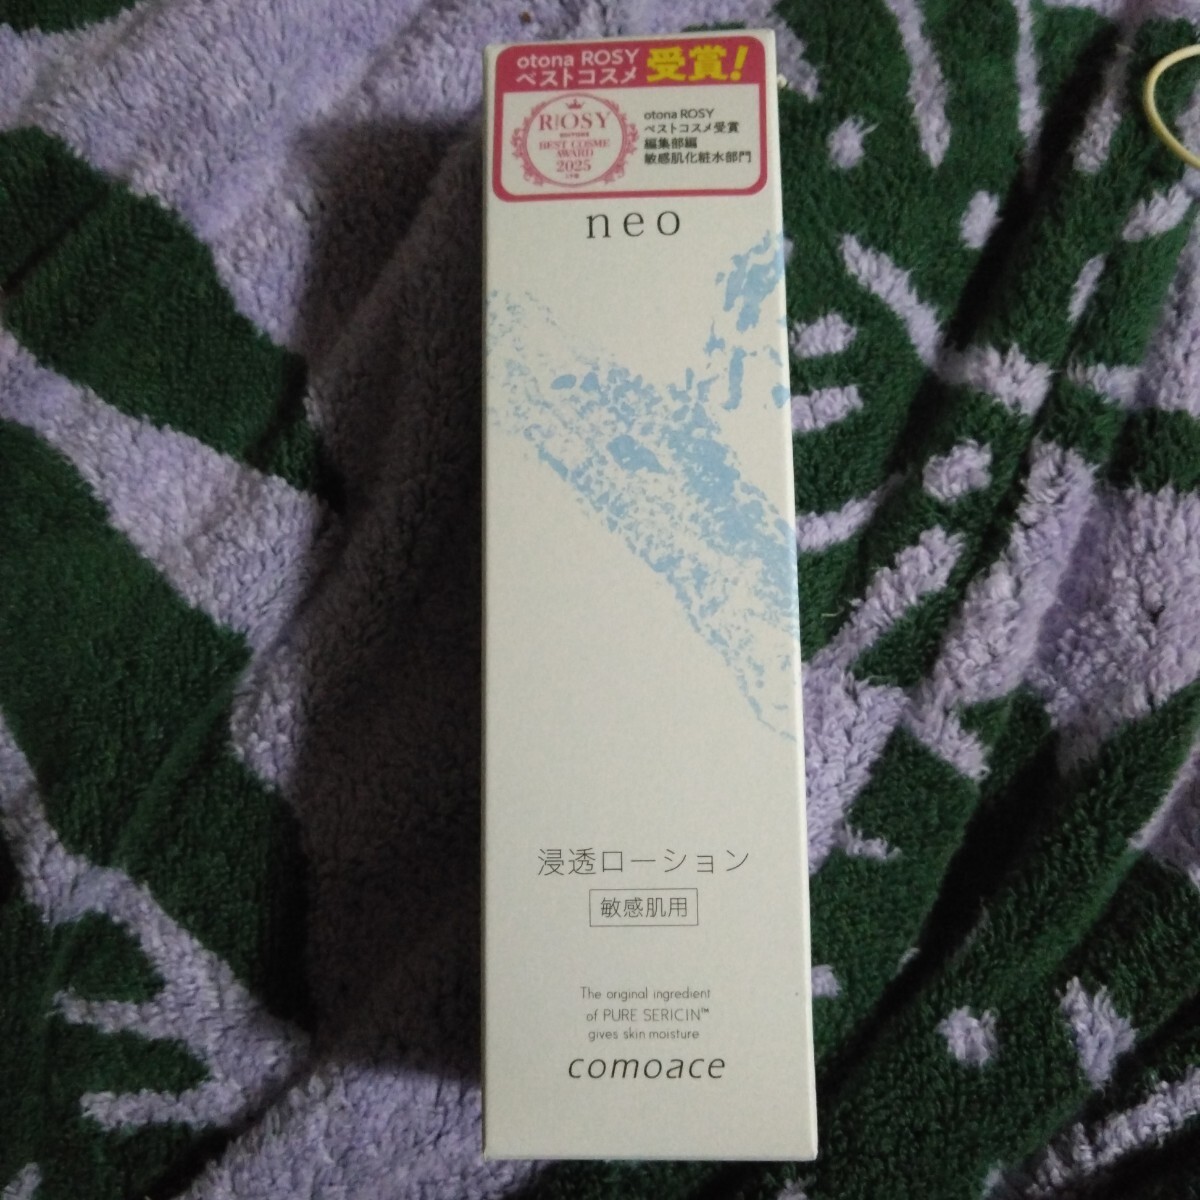 otona ROSY
ベストコスメ 受賞!
R|OSY
BEST COSME
AWARD
2025
otona ROSY
ベストコスメ受賞
編集部編
敏感肌化粧水部門
neo
浸透ローション
敏感肌用
The original ingredient
of PURE SERICIN™
gives skin moisture
comoace